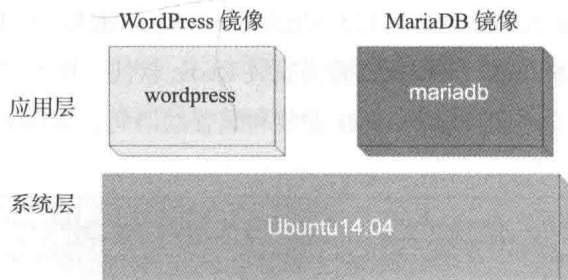 WordPress 镜像
MariaDB 镜像
应用层
wordpress
mariadb
系统层
Ubuntu14.04